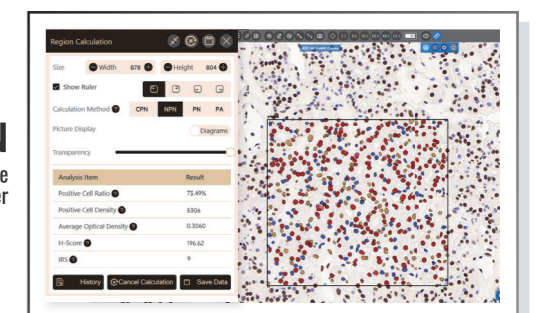 Region Calculation
Size Width 878 Height 804
Show Ruler
Calculation Method CPN NPN PN PA
Picture Display Diagrams
Transparency
Analysis Item Result
Positive Cell Ratio 73.49%
Positive Cell Density 5306
Average Optical Density 0.3060
H-Score 196.62
IRS 9
History Cancel Calculation Save Data
e
er